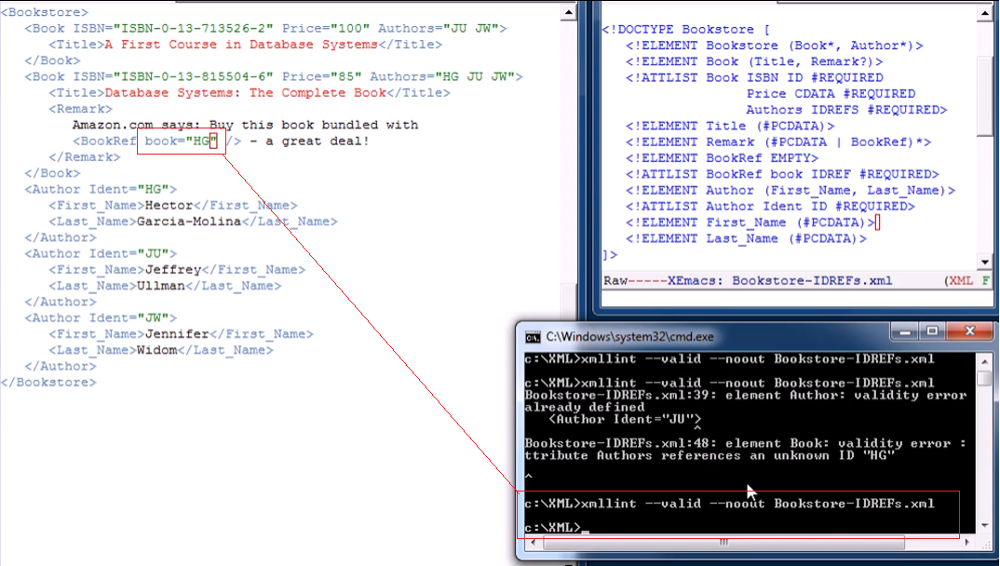 <Bookstore>
<Book ISBN="ISBN-0-13-713526-2" Price="100" Authors="JU JW">
<Title>A First Course in Database Systems</Title>
</Book>
<Book ISBN="ISBN-0-13-815504-6" Price="85" Authors="HG JU JW">
<Title>Database Systems: The Complete Book</Title>
<Remark>
Amazon.com says: Buy this book bundled with
<BookRef book="HG" /> - a great deal!
</Remark>
</Book>
<Author Ident="HG">
<First_Name>Hector</First_Name>
<Last_Name>Garcia-Molina</Last_Name>
</Author>
<Author Ident="JU">
<First_Name>Jeffrey</First_Name>
<Last_Name>Ullman</Last_Name>
</Author>
<Author Ident="JW">
<First_Name>Jennifer</First_Name>
<Last_Name>Widom</Last_Name>
</Author>
</Bookstore>
<!DOCTYPE Bookstore [
<!ELEMENT Bookstore (Book*, Author*)>
<!ELEMENT Book (Title, Remark?)>
<!ATTLIST Book ISBN ID #REQUIRED
Price CDATA #REQUIRED
Authors IDREFS #REQUIRED>
<!ELEMENT Title (#PCDATA)>
<!ELEMENT Remark (#PCDATA | BookRef)*>
<!ELEMENT BookRef EMPTY>
<!ATTLIST BookRef book IDREF #REQUIRED>
<!ELEMENT Author (First_Name, Last_Name)>
<!ATTLIST Author Ident ID #REQUIRED>
<!ELEMENT First_Name (#PCDATA)>
<!ELEMENT Last_Name (#PCDATA)>
]>
Raw-----XEmacs: Bookstore-IDREFs.xml (XML F
C:\Windows\system32\cmd.exe
c:\XML>xmllint --valid --noout Bookstore-IDREFs.xml
c:\XML>xmllint --valid --noout Bookstore-IDREFs.xml
Bookstore-IDREFs.xml:39: element Author: validity error
already defined
<Author Ident="JU">
^
Bookstore-IDREFs.xml:48: element Book: validity error :
ttribute Authors references an unknown ID "HG"
^
c:\XML>xmllint --valid --noout Bookstore-IDREFs.xml
c:\XML>_